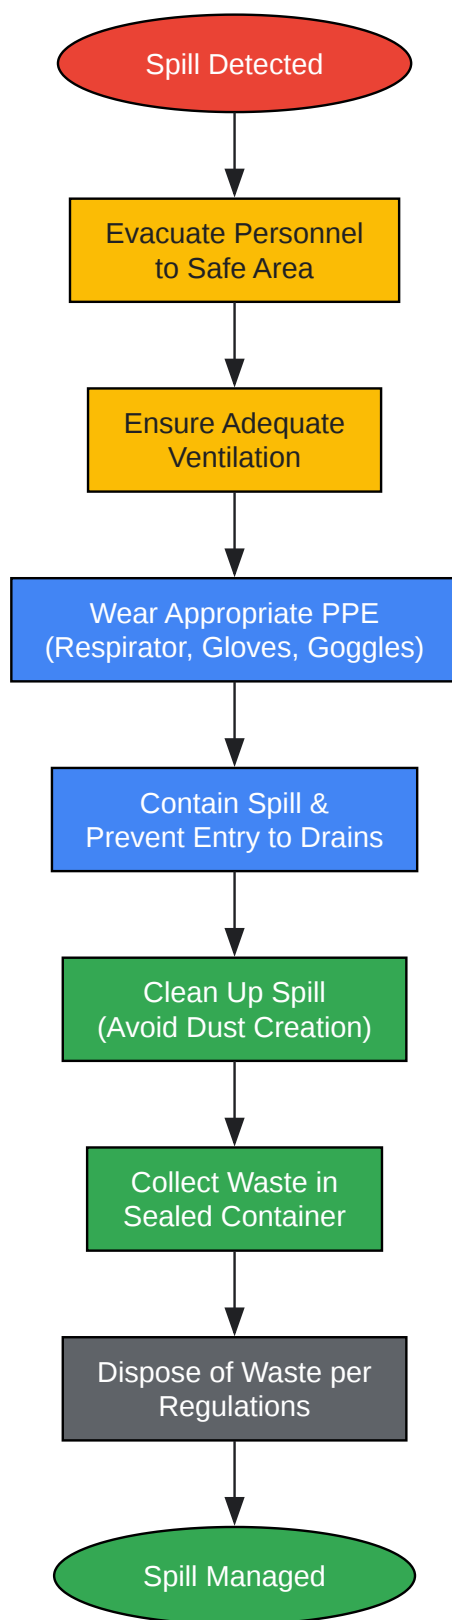 Spill Detected
Evacuate Personnel
to Safe Area
Ensure Adequate
Ventilation
Wear Appropriate PPE
(Respirator, Gloves, Goggles)
Contain Spill &
Prevent Entry to Drains
Clean Up Spill
(Avoid Dust Creation)
Collect Waste in
Sealed Container
Dispose of Waste per
Regulations
Spill Managed